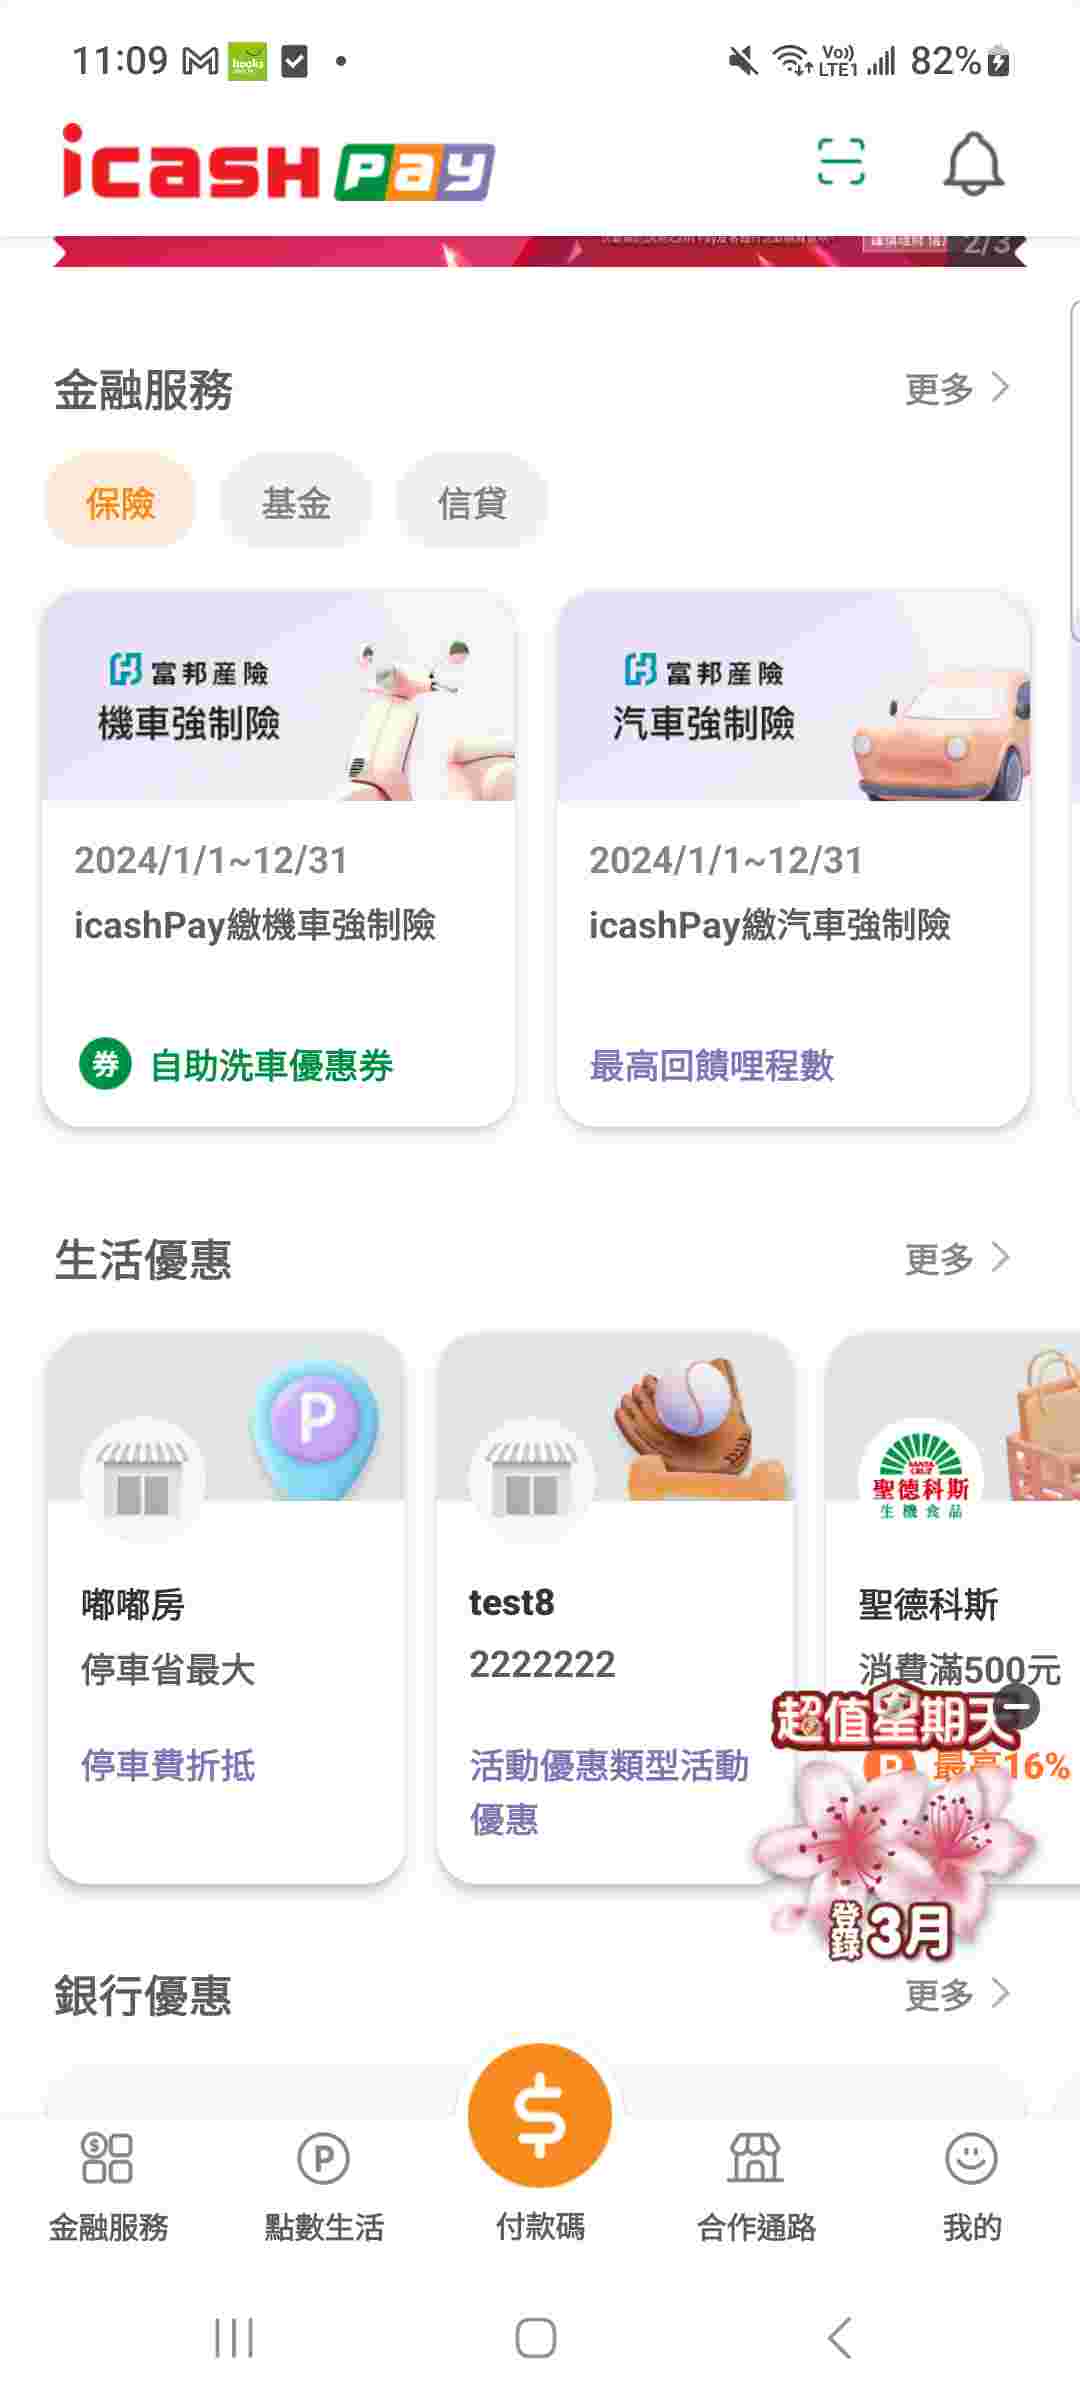 11:09
books
Vo))
LTE1
82%
icash Pay
2/3
金融服務
更多
保險
基金
信貸
富邦產險
機車強制險
富邦產險
汽車強制險
2024/1/1~12/31
icashPay繳機車強制險
2024/1/1~12/31
icashPay繳汽車強制險
券 自助洗車優惠券
最高回饋哩程數
生活優惠
更多
P
SANTA
CRUZ
聖德科斯
生機食品
嘟嘟房
停車省最大
停車費折抵
test8
2222222
活動優惠類型活動
優惠
聖德科斯
消費滿500元
P 最高16%
超值星期天
登錄3月
銀行優惠
更多
金融服務
點數生活
付款碼
合作通路
我的